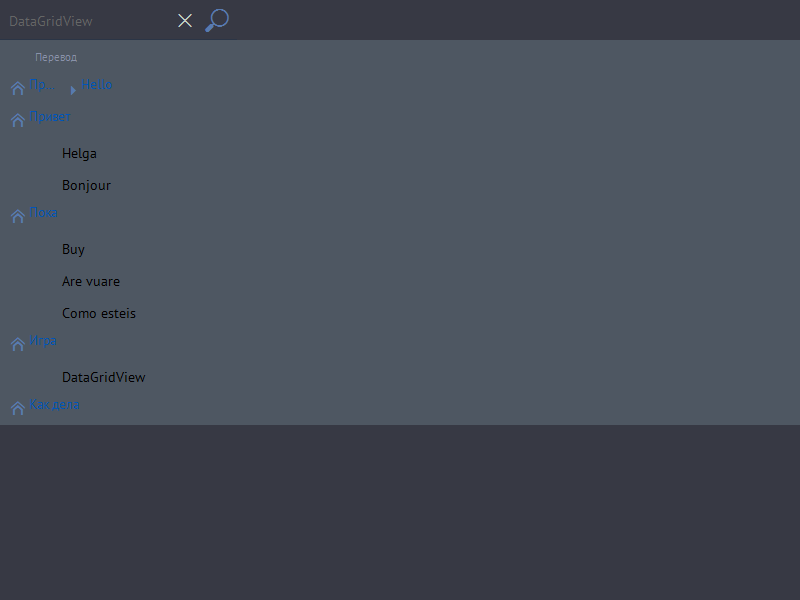 DataGridView
Перевод
Пр... Hello
Привет
Helga
Bonjour
Пока
Buy
Are vuare
Como esteis
Игра
DataGridView
Как дела